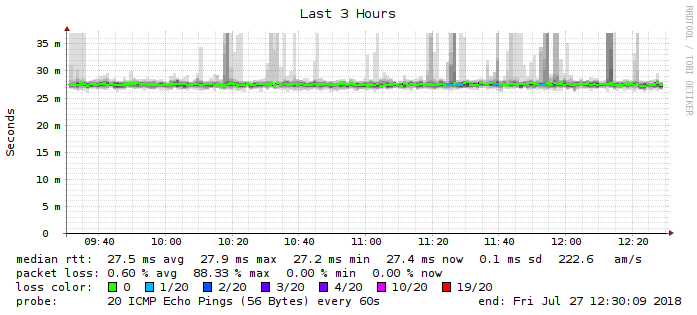 Last 3 Hours
RRDTOOL / TOBI OETIKER
Seconds
35 m
30 m
25 m
20 m
15 m
10 m
5 m
0
09:40 10:00 10:20 10:40 11:00 11:20 11:40 12:00 12:20
median rtt: 27.5 ms avg 27.9 ms max 27.2 ms min 27.4 ms now 0.1 ms sd 222.6 am/s
packet loss: 0.60 % avg 88.33 % max 0.00 % min 0.00 % now
loss color: 0 1/20 2/20 3/20 4/20 10/20 19/20
probe: 20 ICMP Echo Pings (56 Bytes) every 60s end: Fri Jul 27 12:30:09 2018